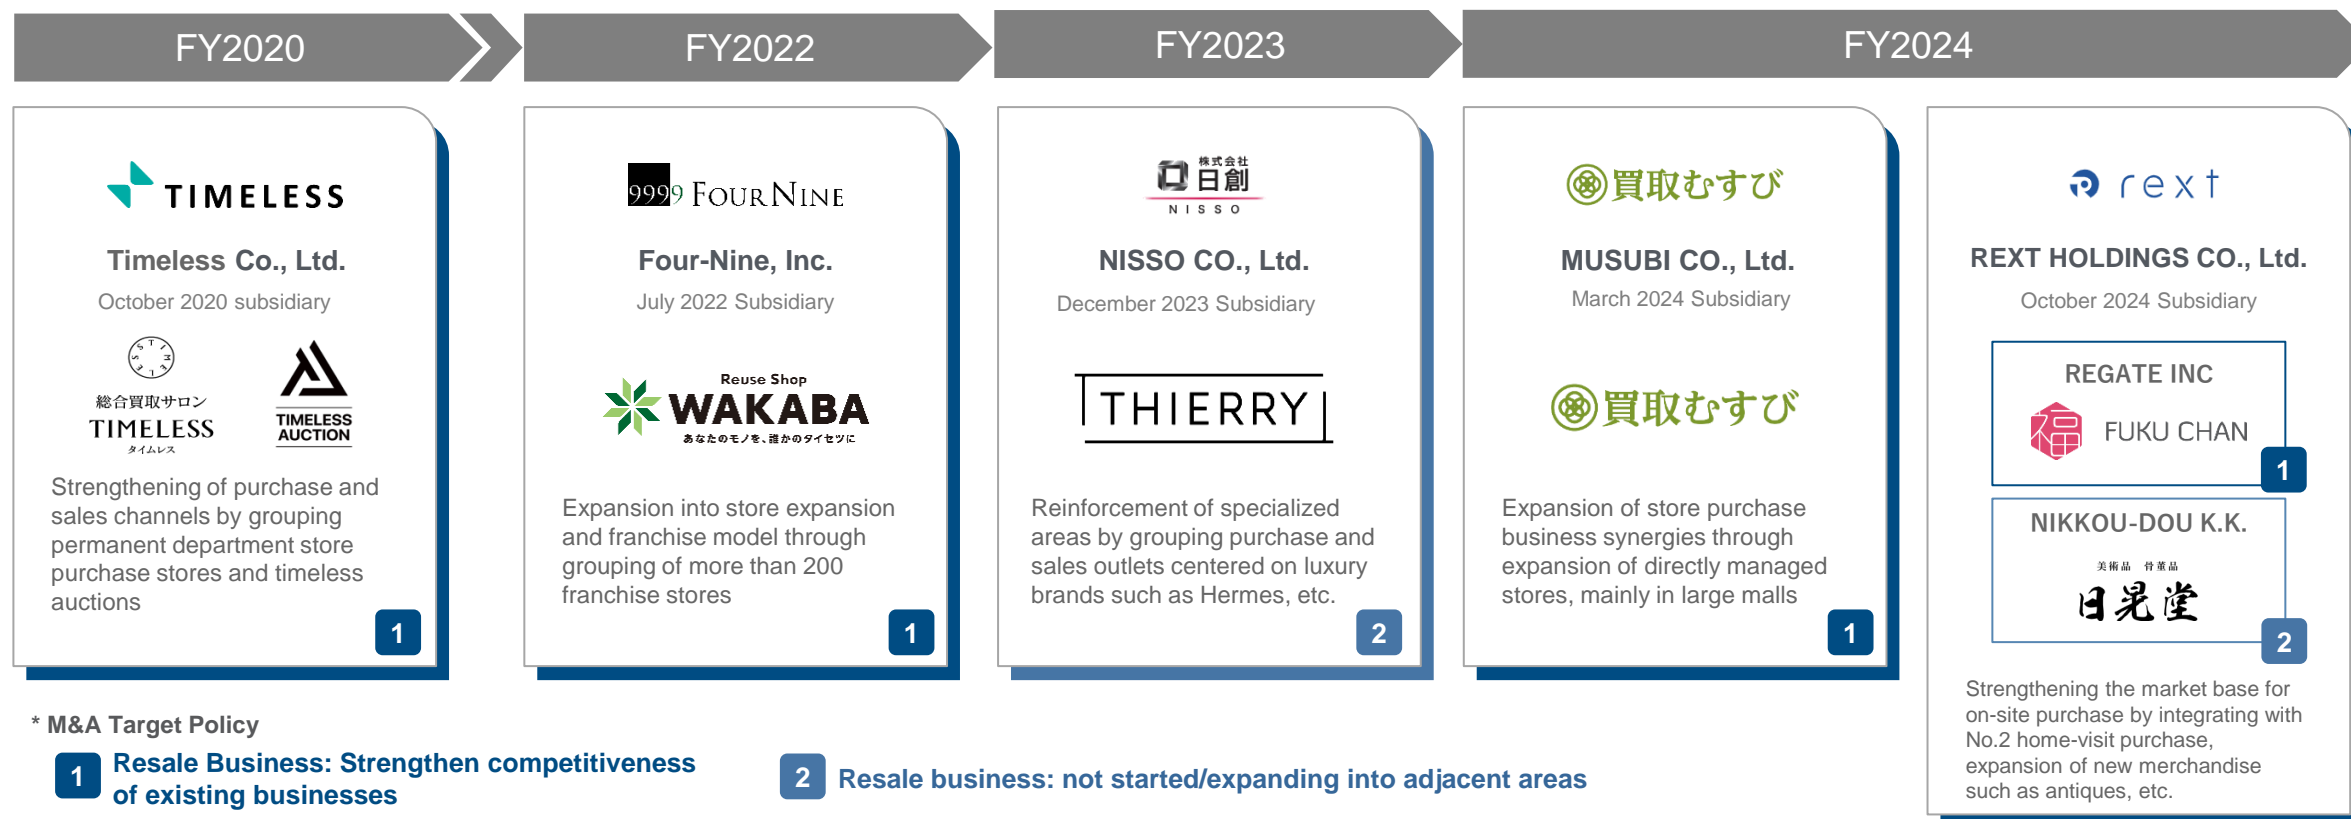 FY2020
FY2022
FY2023
FY2024
TIMELESS
Timeless Co., Ltd.
October 2020 subsidiary
TIMELESS
総合買取サロン
TIMELESS
タイムレス
TIMELESS
AUCTION
Strengthening of purchase and
sales channels by grouping
permanent department store
purchase stores and timeless
auctions
1
9999 FOURNINE
Four-Nine, Inc.
July 2022 Subsidiary
Reuse Shop
WAKABA
あなたのモノを、誰かのタイセツに
Expansion into store expansion
and franchise model through
grouping of more than 200
franchise stores
1
株式会社
日創
NISSO
NISSO CO., Ltd.
December 2023 Subsidiary
THIERRY
Reinforcement of specialized
areas by grouping purchase and
sales outlets centered on luxury
brands such as Hermes, etc.
2
買取むすび
MUSUBI CO., Ltd.
March 2024 Subsidiary
買取むすび
Expansion of store purchase
business synergies through
expansion of directly managed
stores, mainly in large malls
1
rext
REXT HOLDINGS CO., Ltd.
October 2024 Subsidiary
REGATE INC
福 FUKU CHAN
1
NIKKOU-DOU K.K.
美術品 骨董品
日晃堂
2
Strengthening the market base for
on-site purchase by integrating with
No.2 home-visit purchase,
expansion of new merchandise
such as antiques, etc.
* M&A Target Policy
1 Resale Business: Strengthen competitiveness
of existing businesses
2 Resale business: not started/expanding into adjacent areas